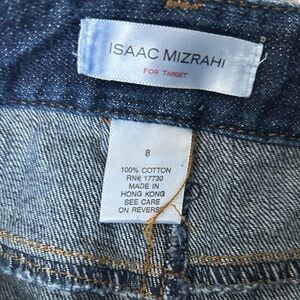 ISAAC MIZRAHI
FOR TARGET
8
100% COTTON
RN# 17730
MADE IN
HONG KONG
SEE CARE
ON REVERSE